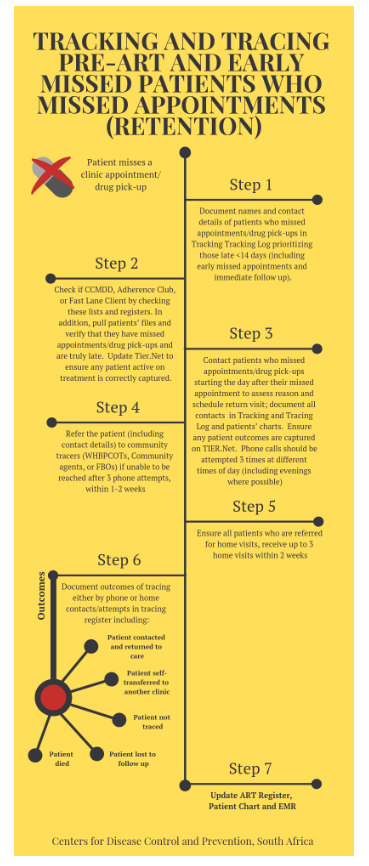 TRACKING AND TRACING
PRE-ART AND EARLY
MISSED PATIENTS WHO
MISSED APPOINTMENTS
(RETENTION)
Patient misses a
clinic appointment/
drug pick-up
Step 1
Document names and contact
details of patients who missed
appointments/drug pick-ups in
Tracking Tracking Log prioritizing
those late <14 days (including
early missed appointments and
immediate follow up).
Step 2
Check if CCMDD, Adherence Club,
or Fast Lane Client by checking
these lists and registers. In
addition, pull patients' files and
verify that they have missed
appointments/drug pick-ups and
are truly late. Update Tier.Net to
ensure any patient active on
treatment is correctly captured.
Step 3
Contact patients who missed
appointments/drug pick-ups
starting the day after their missed
appointment to assess reason and
schedule return visit; document all
contacts in Tracking and Tracing
Log and patients' charts. Ensure
any patient outcomes are captured
on TIER.Net. Phone calls should be
attempted 3 times at different
times of day (including evenings
where possible)
Step 4
Refer the patient (including
contact details) to community
tracers (WHBPCOTs, Community
agents, or FBOs) if unable to be
reached after 3 phone attempts,
within 1-2 weeks
Step 5
Ensure all patients who are referred
for home visits, receive up to 3
home visits within 2 weeks
Step 6
Document outcomes of tracing
either by phone or home
contacts/attempts in tracing
register including:
Outcomes
Patient contacted
and returned to
care
Patient self-
transferred to
another clinic
Patient not
traced
Patient lost to
follow up
Patient
died
Step 7
Update ART Register,
Patient Chart and EMR
Centers for Disease Control and Prevention, South Africa